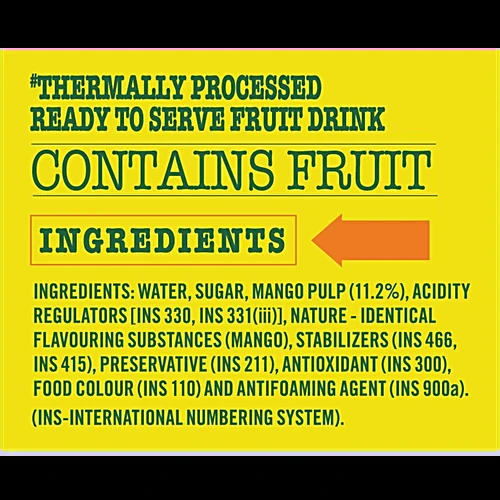 #THERMALLY PROCESSED
READY TO SERVE FRUIT DRINK
CONTAINS FRUIT
INGREDIENTS
INGREDIENTS: WATER, SUGAR, MANGO PULP (11.2%), ACIDITY
REGULATORS [INS 330, INS 331(iii)], NATURE - IDENTICAL
FLAVOURING SUBSTANCES (MANGO), STABILIZERS (INS 466,
INS 415), PRESERVATIVE (INS 211), ANTIOXIDANT (INS 300),
FOOD COLOUR (INS 110) AND ANTIFOAMING AGENT (INS 900a).
(INS-INTERNATIONAL NUMBERING SYSTEM).